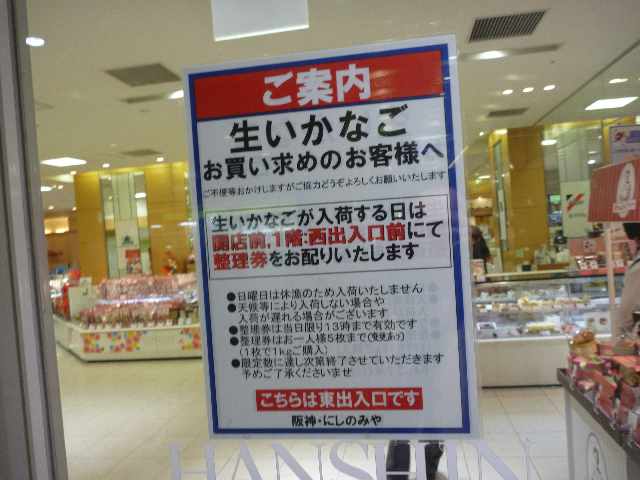 ご案内
生いかなご
お買い求めのお客様へ
ご不便等おかけしますがご協力どうぞよろしくお願いいたします
生いかなごが入荷する日は
開店前、1階：西出入口前にて
整理券をお配りいたします
●日曜日は休漁のため入荷いたしません
●天候等により入荷しない場合や
入荷が遅れる場合がございます
●整理券は当日限り13時まで有効です
●整理券はお一人様5枚まで(変更あり)
(1枚で1kgご購入)
●限定数に達し次第終了させていただきます
予めご了承くださいませ
こちらは東出入口です
阪神・にしのみや
HANSHIN